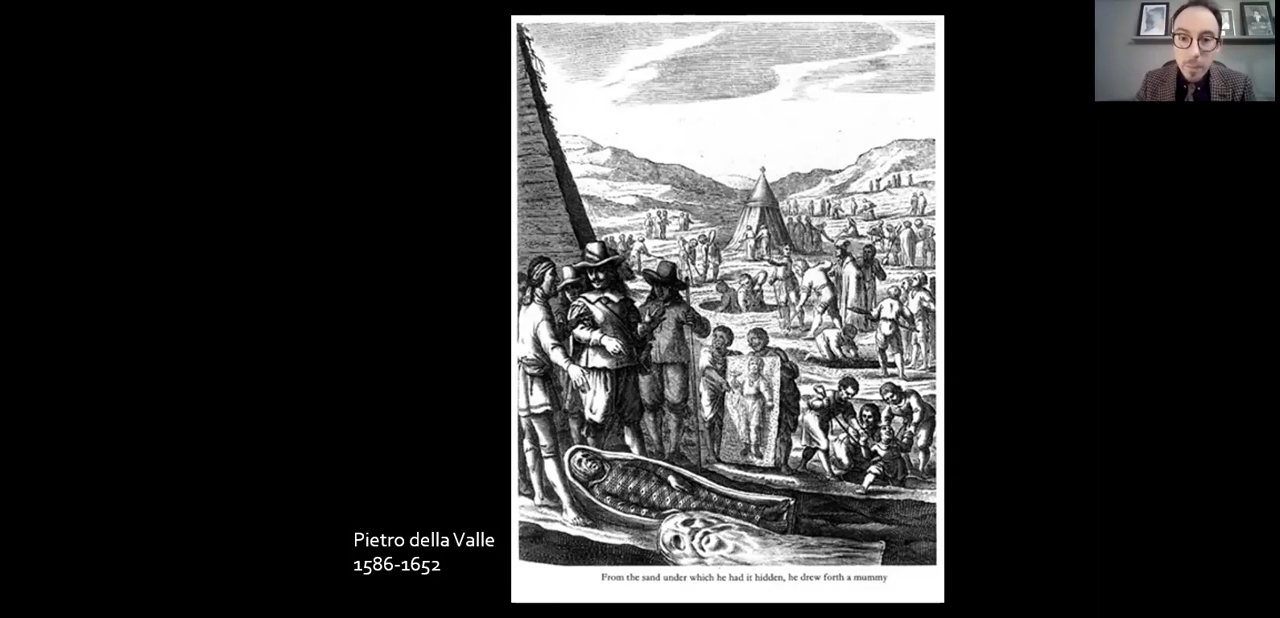 Pietro della Valle
1586-1652
From the sand under which he had it hidden, he drew forth a mummy